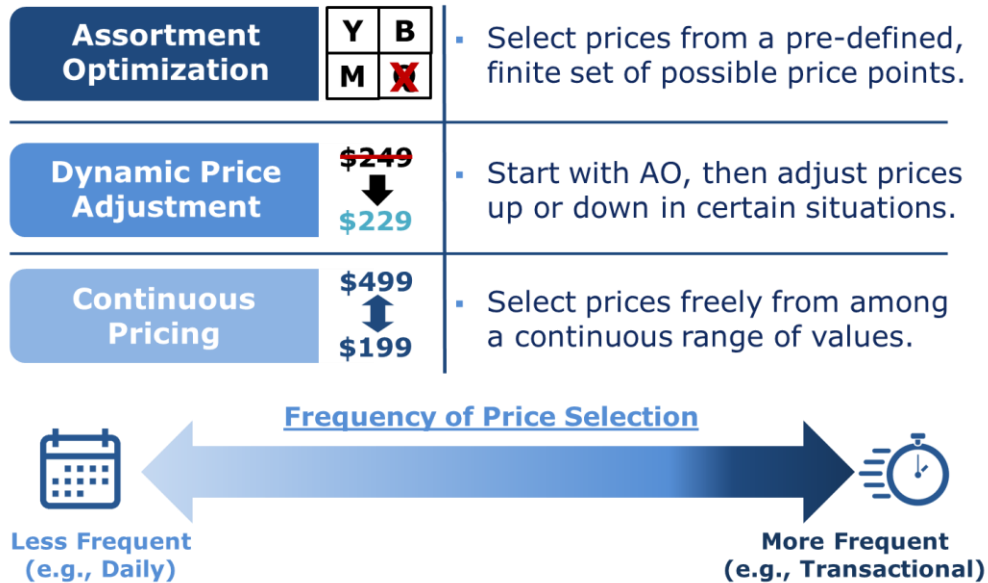 Assortment
Optimization
Y B
M
▪ Select prices from a pre-defined,
finite set of possible price points.
Dynamic Price
Adjustment
$249
$229
▪ Start with AO, then adjust prices
up or down in certain situations.
Continuous
Pricing
$499
$199
▪ Select prices freely from among
a continuous range of values.
Frequency of Price Selection
Less Frequent
(e.g., Daily)
More Frequent
(e.g., Transactional)